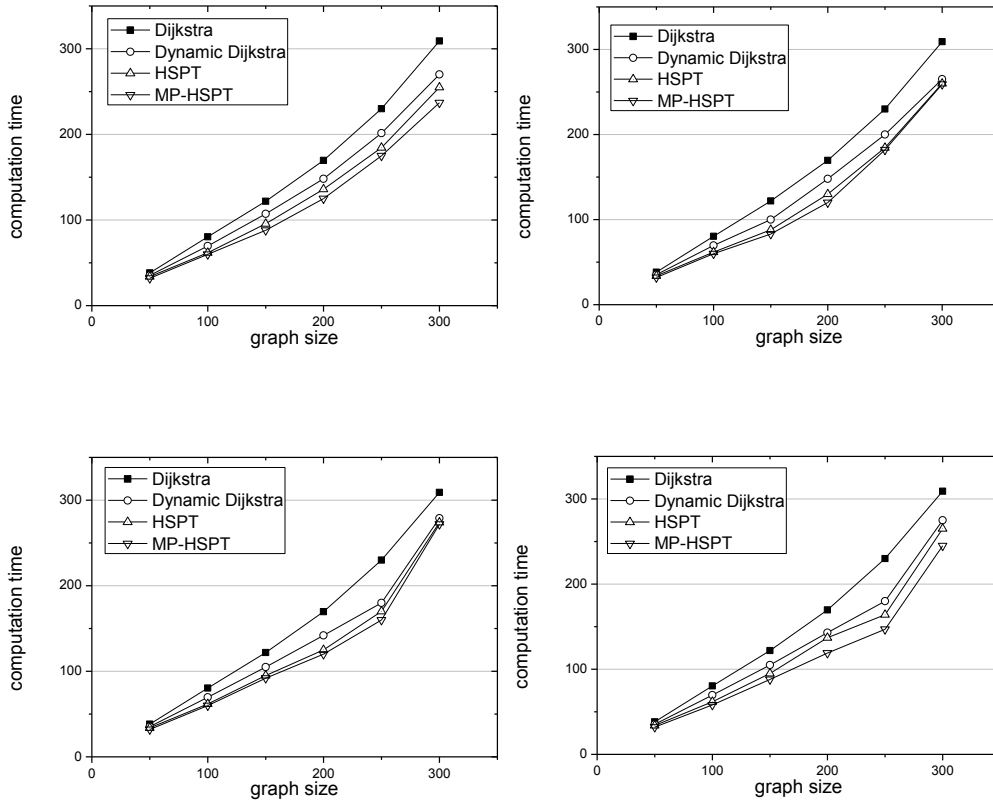 Dijkstra
Dynamic Dijkstra
HSPT
MP-HSPT
computation time
300
200
100
0
0
100
200
300
graph size
Dijkstra
Dynamic Dijkstra
HSPT
MP-HSPT
computation time
300
200
100
0
0
100
200
300
graph size
Dijkstra
Dynamic Dijkstra
HSPT
MP-HSPT
computation time
300
200
100
0
0
100
200
300
graph size
Dijkstra
Dynamic Dijkstra
HSPT
MP-HSPT
computation time
300
200
100
0
0
100
200
300
graph size